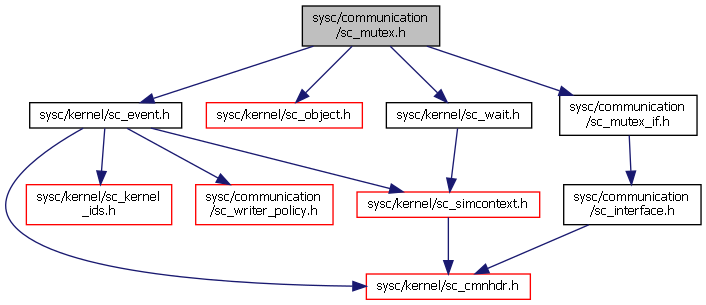 sysc/communication
/sc_mutex.h
sysc/kernel/sc_event.h
sysc/kernel/sc_object.h
sysc/kernel/sc_wait.h
sysc/communication
/sc_mutex_if.h
sysc/kernel/sc_kernel
_ids.h
sysc/communication
/sc_writer_policy.h
sysc/kernel/sc_simcontext.h
sysc/communication
/sc_interface.h
sysc/kernel/sc_cmnhdr.h